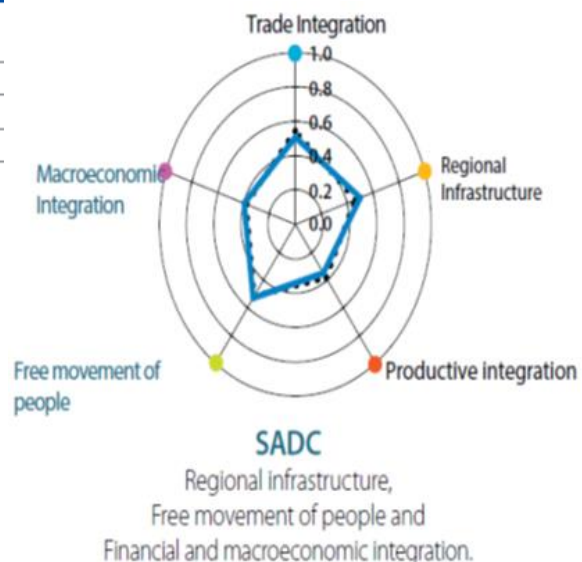 Trade Integration
1.0
0.8
0.6
0.4
0.2
0.0
Regional
Infrastructure
Macroeconomic
Integration
Productive integration
Free movement of
people
SADC
Regional infrastructure,
Free movement of people and
Financial and macroeconomic integration.